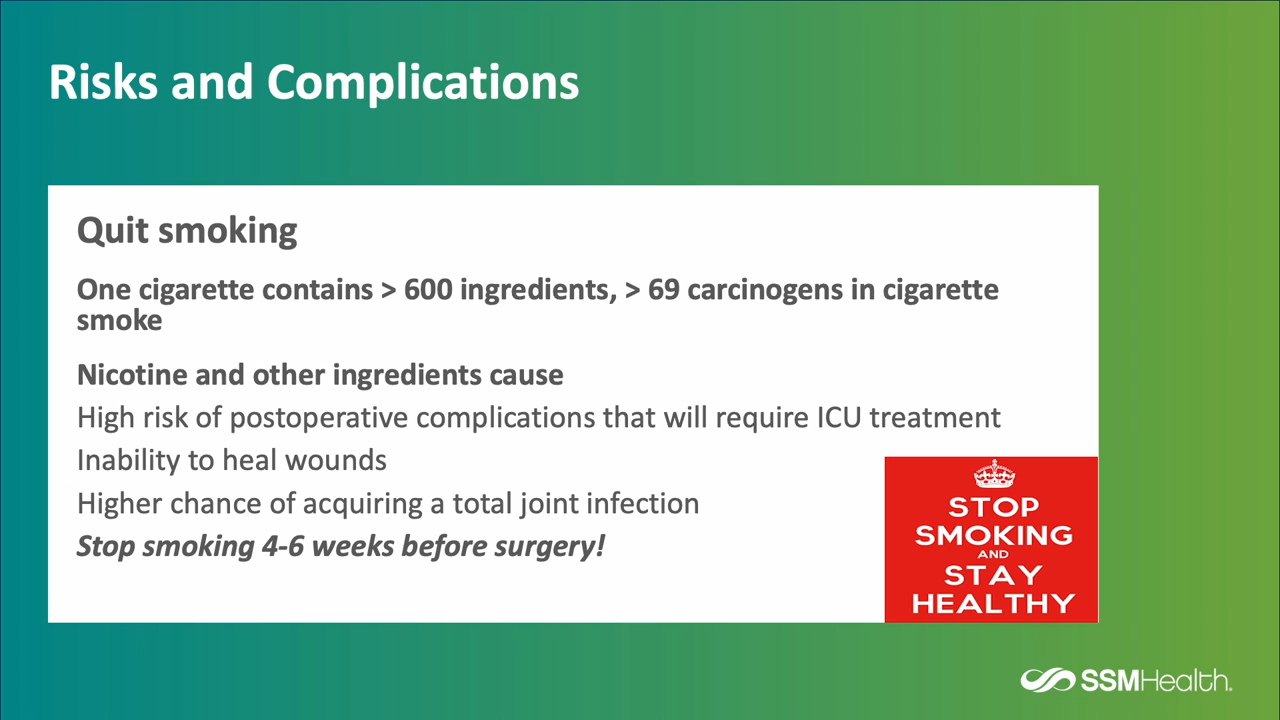 Risks and Complications
Quit smoking
One cigarette contains > 600 ingredients, > 69 carcinogens in cigarette
smoke
Nicotine and other ingredients cause
High risk of postoperative complications that will require ICU treatment
Inability to heal wounds
Higher chance of acquiring a total joint infection
Stop smoking 4-6 weeks before surgery!
STOP
SMOKING
AND
STAY
HEALTHY
SSMHealth.